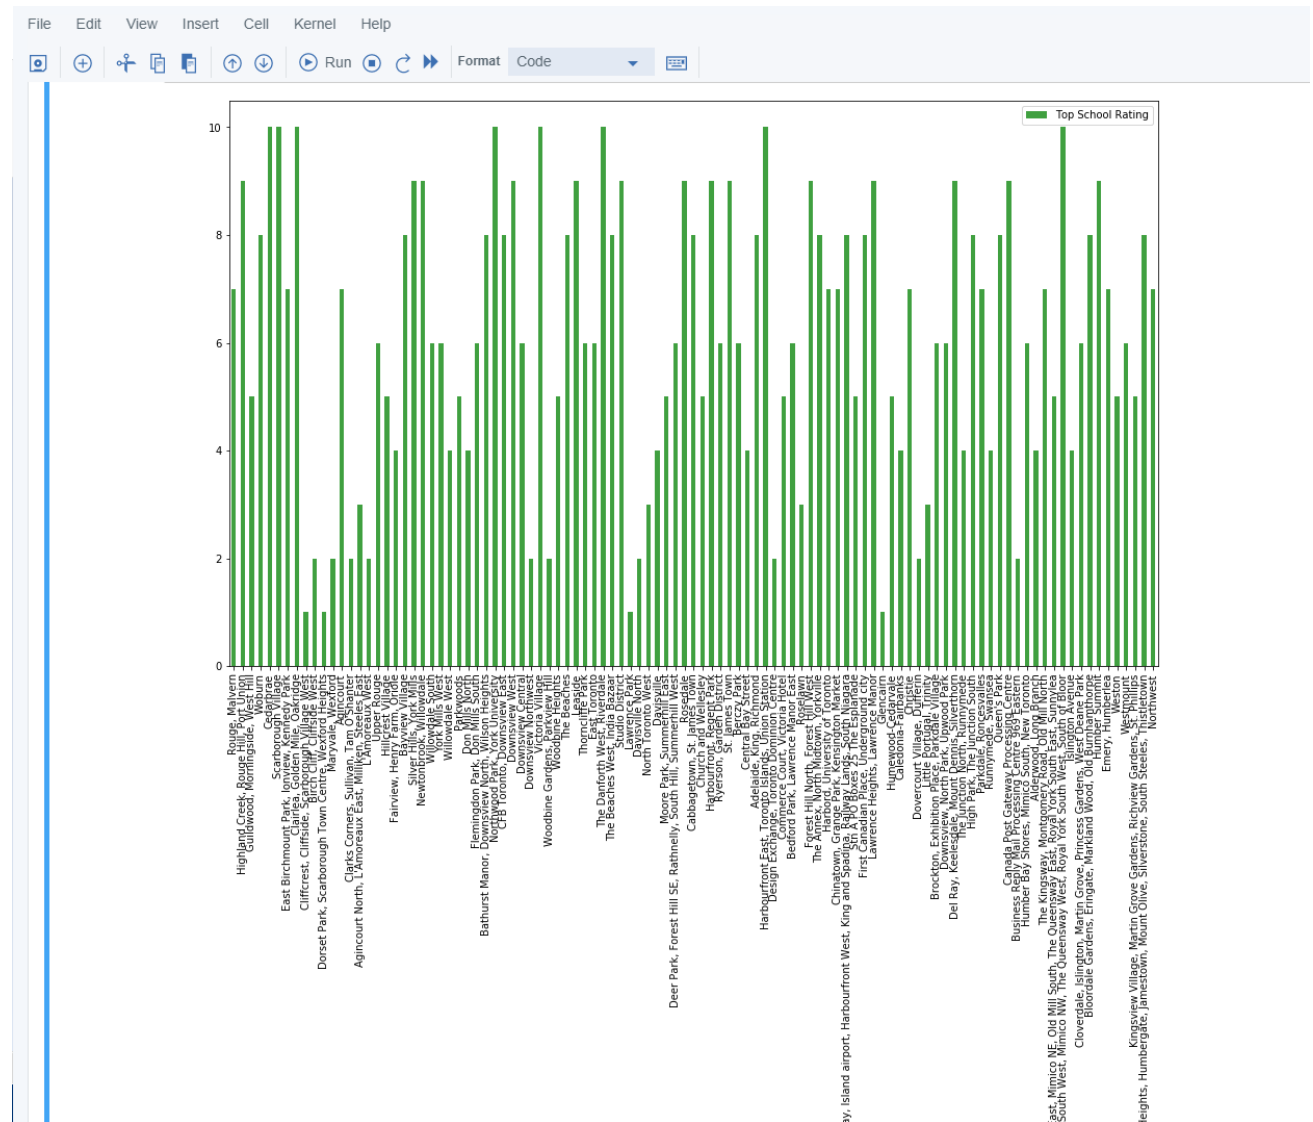 File Edit View Insert Cell Kernel Help
Run Format Code
Top School Rating
10
8
6
4
2
0
Rouge, Malvern
Highland Creek, Rouge Hill, Port Union
Guildwood, Morningside, West Hill
Woburn
Cedarbrae
Scarborough Village
East Birchmount Park, Ionview, Kennedy Park
Clairlea, Golden Mile, Oakridge
Cliffcrest, Cliffside, Scarborough Village West
Birch Cliff, Cliffside West
Dorset Park, Scarborough Town Centre, Wexford Heights
Maryvale, Wexford
Agincourt
Clarks Corners, Sullivan, Tam O'Shanter
Agincourt North, L'Amoreaux East, Milliken, Steeles East
L'Amoreaux West
Upper Rouge
Hillcrest Village
Fairview, Henry Farm, Oriole
Bayview Village
Silver Hills, York Mills
Newtonbrook, Willowdale
Willowdale South
York Mills West
Willowdale West
Parkwoods
Don Mills North
Flemingdon Park, Don Mills South
Bathurst Manor, Downsview North, Wilson Heights
Northwood Park, York University
CFB Toronto, Downsview East
Downsview West
Downsview Central
Downsview Northwest
Victoria Village
Woodbine Gardens, Parkview Hill
Woodbine Heights
The Beaches
Leaside
Thorncliffe Park
East Toronto
The Danforth West, Riverdale
The Beaches West, India Bazaar
Studio District
Lawrence Park
Davisville North
North Toronto West
Davisville
Moore Park, Summerhill East
Deer Park, Forest Hill SE, Rathnelly, South Hill, Summerhill West
Rosedale
Cabbagetown, St. James Town
Church and Wellesley
Harbourfront, Regent Park
Ryerson, Garden District
St. James Town
Berczy Park
Central Bay Street
Adelaide, King, Richmond
Harbourfront East, Toronto Islands, Union Station
Design Exchange, Toronto Dominion Centre
Commerce Court, Victoria Hotel
Bedford Park, Lawrence Manor East
Roselawn
Forest Hill North, Forest Hill West
The Annex, North Midtown, Yorkville
Harbord, University of Toronto
Chinatown, Grange Park, Kensington Market
ay, Island airport, Harbourfront West, King and Spadina, Railway Lands, South Niagara
Stn A PO Boxes 25 The Esplanade
First Canadian Place, Underground city
Lawrence Heights, Lawrence Manor
Glencairn
Humewood-Cedarvale
Caledonia-Fairbanks
Christie
Dovercourt Village, Dufferin
Little Portugal, Trinity
Brockton, Exhibition Place, Parkdale Village
Downsview, North Park, Upwood Park
Del Ray, Keelesdale, Mount Dennis, Silverthorn
The Junction North, Runnymede
High Park, The Junction South
Parkdale, Roncesvalles
Runnymede, Swansea
Queen's Park
Canada Post Gateway Processing Centre
Business Reply Mail Processing Centre 969 Eastern
Humber Bay Shores, Mimico South, New Toronto
Alderwood, Long Branch
The Kingsway, Montgomery Road, Old Mill North
East, Mimico NE, Old Mill South, The Queensway East, Royal York South East, Sunnylea
South West, Mimico NW, The Queensway West, Royal York South West, South of Bloor
Islington Avenue
Cloverdale, Islington, Martin Grove, Princess Gardens, West Deane Park
Bloordale Gardens, Eringate, Markland Wood, Old Burnhamthorpe
Humber Summit
Emery, Humberlea
Weston
Westmount
Kingsview Village, Martin Grove Gardens, Richview Gardens, St. Phillips
leights, Humbergate, Jamestown, Mount Olive, Silverstone, South Steeles, Thistletown
Northwest